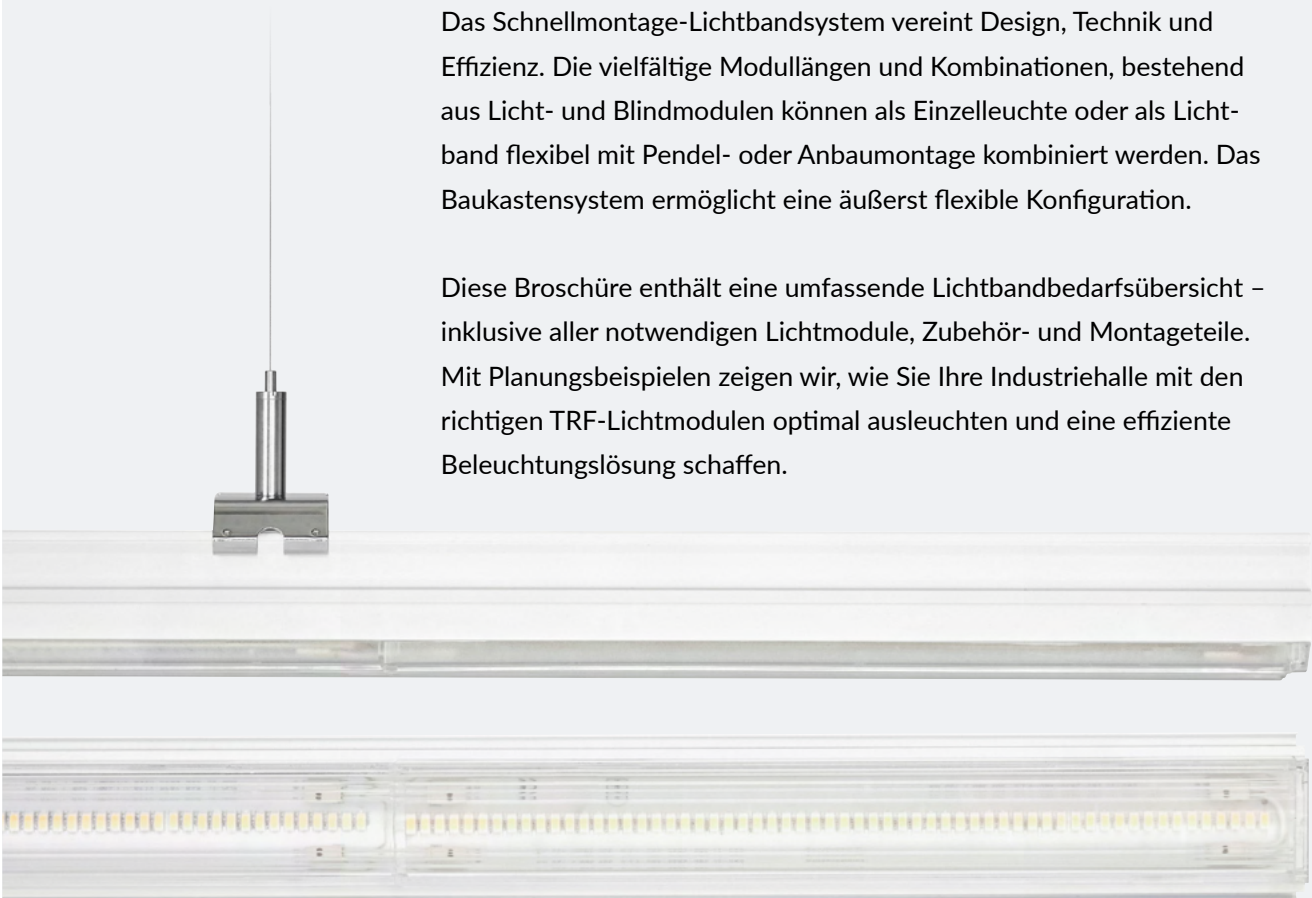 Das Schnellmontage-Lichtbandsystem vereint Design, Technik und
Effizienz. Die vielfältige Modullängen und Kombinationen, bestehend
aus Licht- und Blindmodulen können als Einzelleuchte oder als Licht-
band flexibel mit Pendel- oder Anbaumontage kombiniert werden. Das
Baukastensystem ermöglicht eine äußerst flexible Konfiguration.

Diese Broschüre enthält eine umfassende Lichtbandbedarfsübersicht –
inklusive aller notwendigen Lichtmodule, Zubehör- und Montageteile.
Mit Planungsbeispielen zeigen wir, wie Sie Ihre Industriehalle mit den
richtigen TRF-Lichtmodulen optimal ausleuchten und eine effiziente
Beleuchtungslösung schaffen.